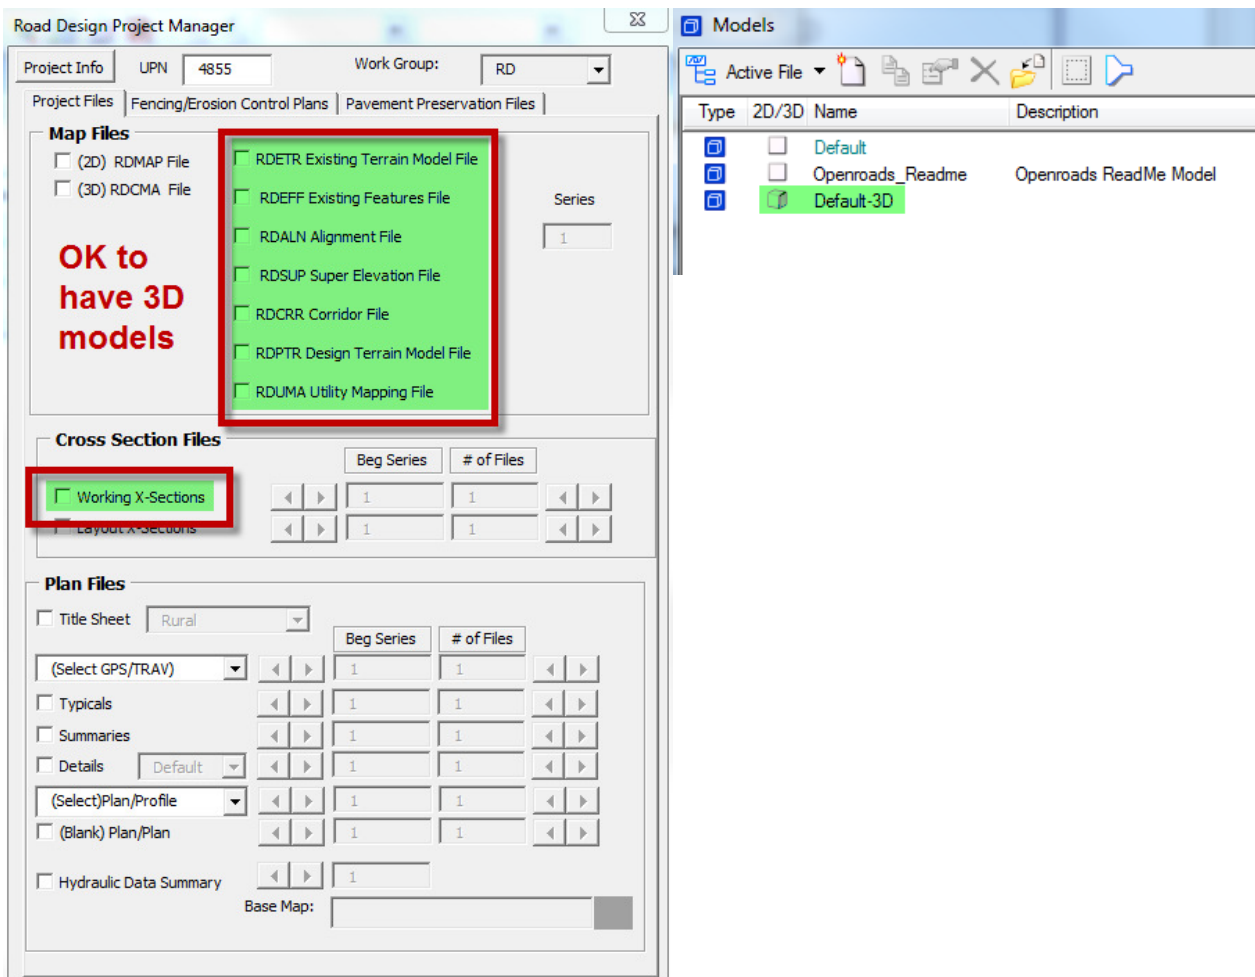 Road Design Project Manager
Project Info UPN 4855 Work Group: RD
Project Files Fencing/Erosion Control Plans Pavement Preservation Files
Map Files
(2D) RDMAP File
(3D) RDCMA File
OK to
have 3D
models
RDETR Existing Terrain Model File
RDEFF Existing Features File
RDALN Alignment File
RDSUP Super Elevation File
RDCRR Corridor File
RDPTR Design Terrain Model File
RDUMA Utility Mapping File
Series
1
Cross Section Files
Beg Series # of Files
Working X-Sections 1 1
Layout X-Sections 1 1
Plan Files
Title Sheet Rural
Beg Series # of Files
(Select GPS/TRAV) 1 1
Typicals 1 1
Summaries 1 1
Details Default 1 1
(Select)Plan/Profile 1 1
(Blank) Plan/Plan 1 1
Hydraulic Data Summary 1
Base Map:
Models
Active File
Type 2D/3D Name Description
Default
Openroads_Readme Openroads ReadMe Model
Default-3D